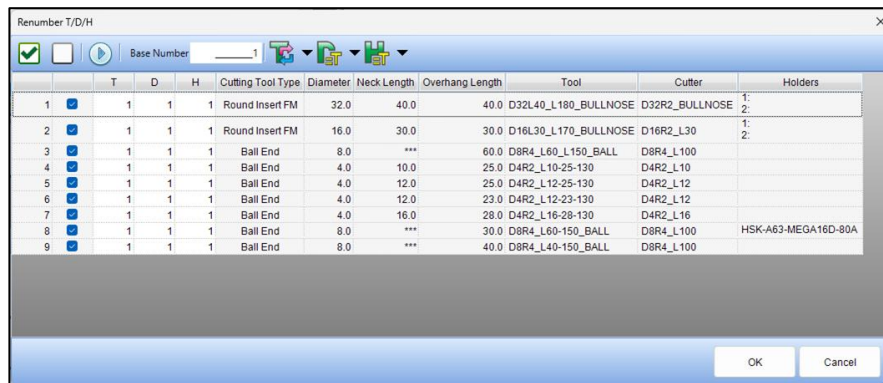 Renumber T/D/H
Base Number 1
T D H Cutting Tool Type Diameter Neck Length Overhang Length Tool Cutter Holders
1 1 1 1 Round Insert FM 32.0 40.0 40.0 D32L40_L180_BULLNOSE D32R2_BULLNOSE 1:
2:
2 1 1 1 Round Insert FM 16.0 30.0 30.0 D16L30_L170_BULLNOSE D16R2_L30 1:
2:
3 1 1 1 Ball End 8.0 *** 60.0 D8R4_L60_L150_BALL D8R4_L100
4 1 1 1 Ball End 4.0 10.0 25.0 D4R2_L10-25-130 D4R2_L10
5 1 1 1 Ball End 4.0 12.0 25.0 D4R2_L12-25-130 D4R2_L12
6 1 1 1 Ball End 4.0 12.0 23.0 D4R2_L12-23-130 D4R2_L12
7 1 1 1 Ball End 4.0 16.0 28.0 D4R2_L16-28-130 D4R2_L16
8 1 1 1 Ball End 8.0 *** 30.0 D8R4_L60-150_BALL D8R4_L100 HSK-A63-MEGA16D-80A
9 1 1 1 Ball End 8.0 *** 40.0 D8R4_L40-150_BALL D8R4_L100
OK Cancel